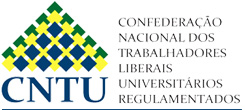 CNTU
CONFEDERAÇÃO
NACIONAL DOS
TRABALHADORES
LIBERAIS
UNIVERSITÁRIOS
REGULAMENTADOS